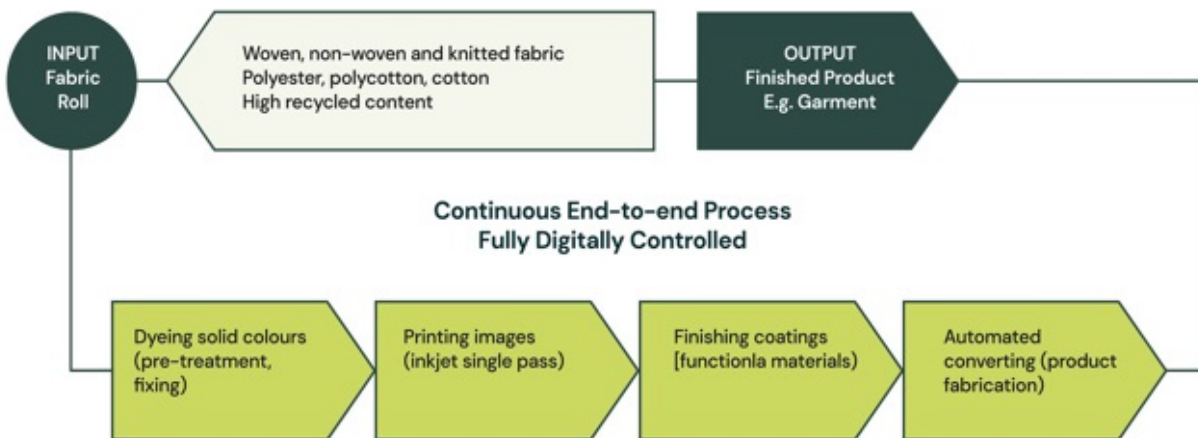 INPUT
Fabric
Roll
Woven, non-woven and knitted fabric
Polyester, polycotton, cotton
High recycled content
OUTPUT
Finished Product
E.g. Garment
Continuous End-to-end Process
Fully Digitally Controlled
Dyeing solid colours
(pre-treatment,
fixing)
Printing images
(inkjet single pass)
Finishing coatings
[functionla materials)
Automated
converting (product
fabrication)